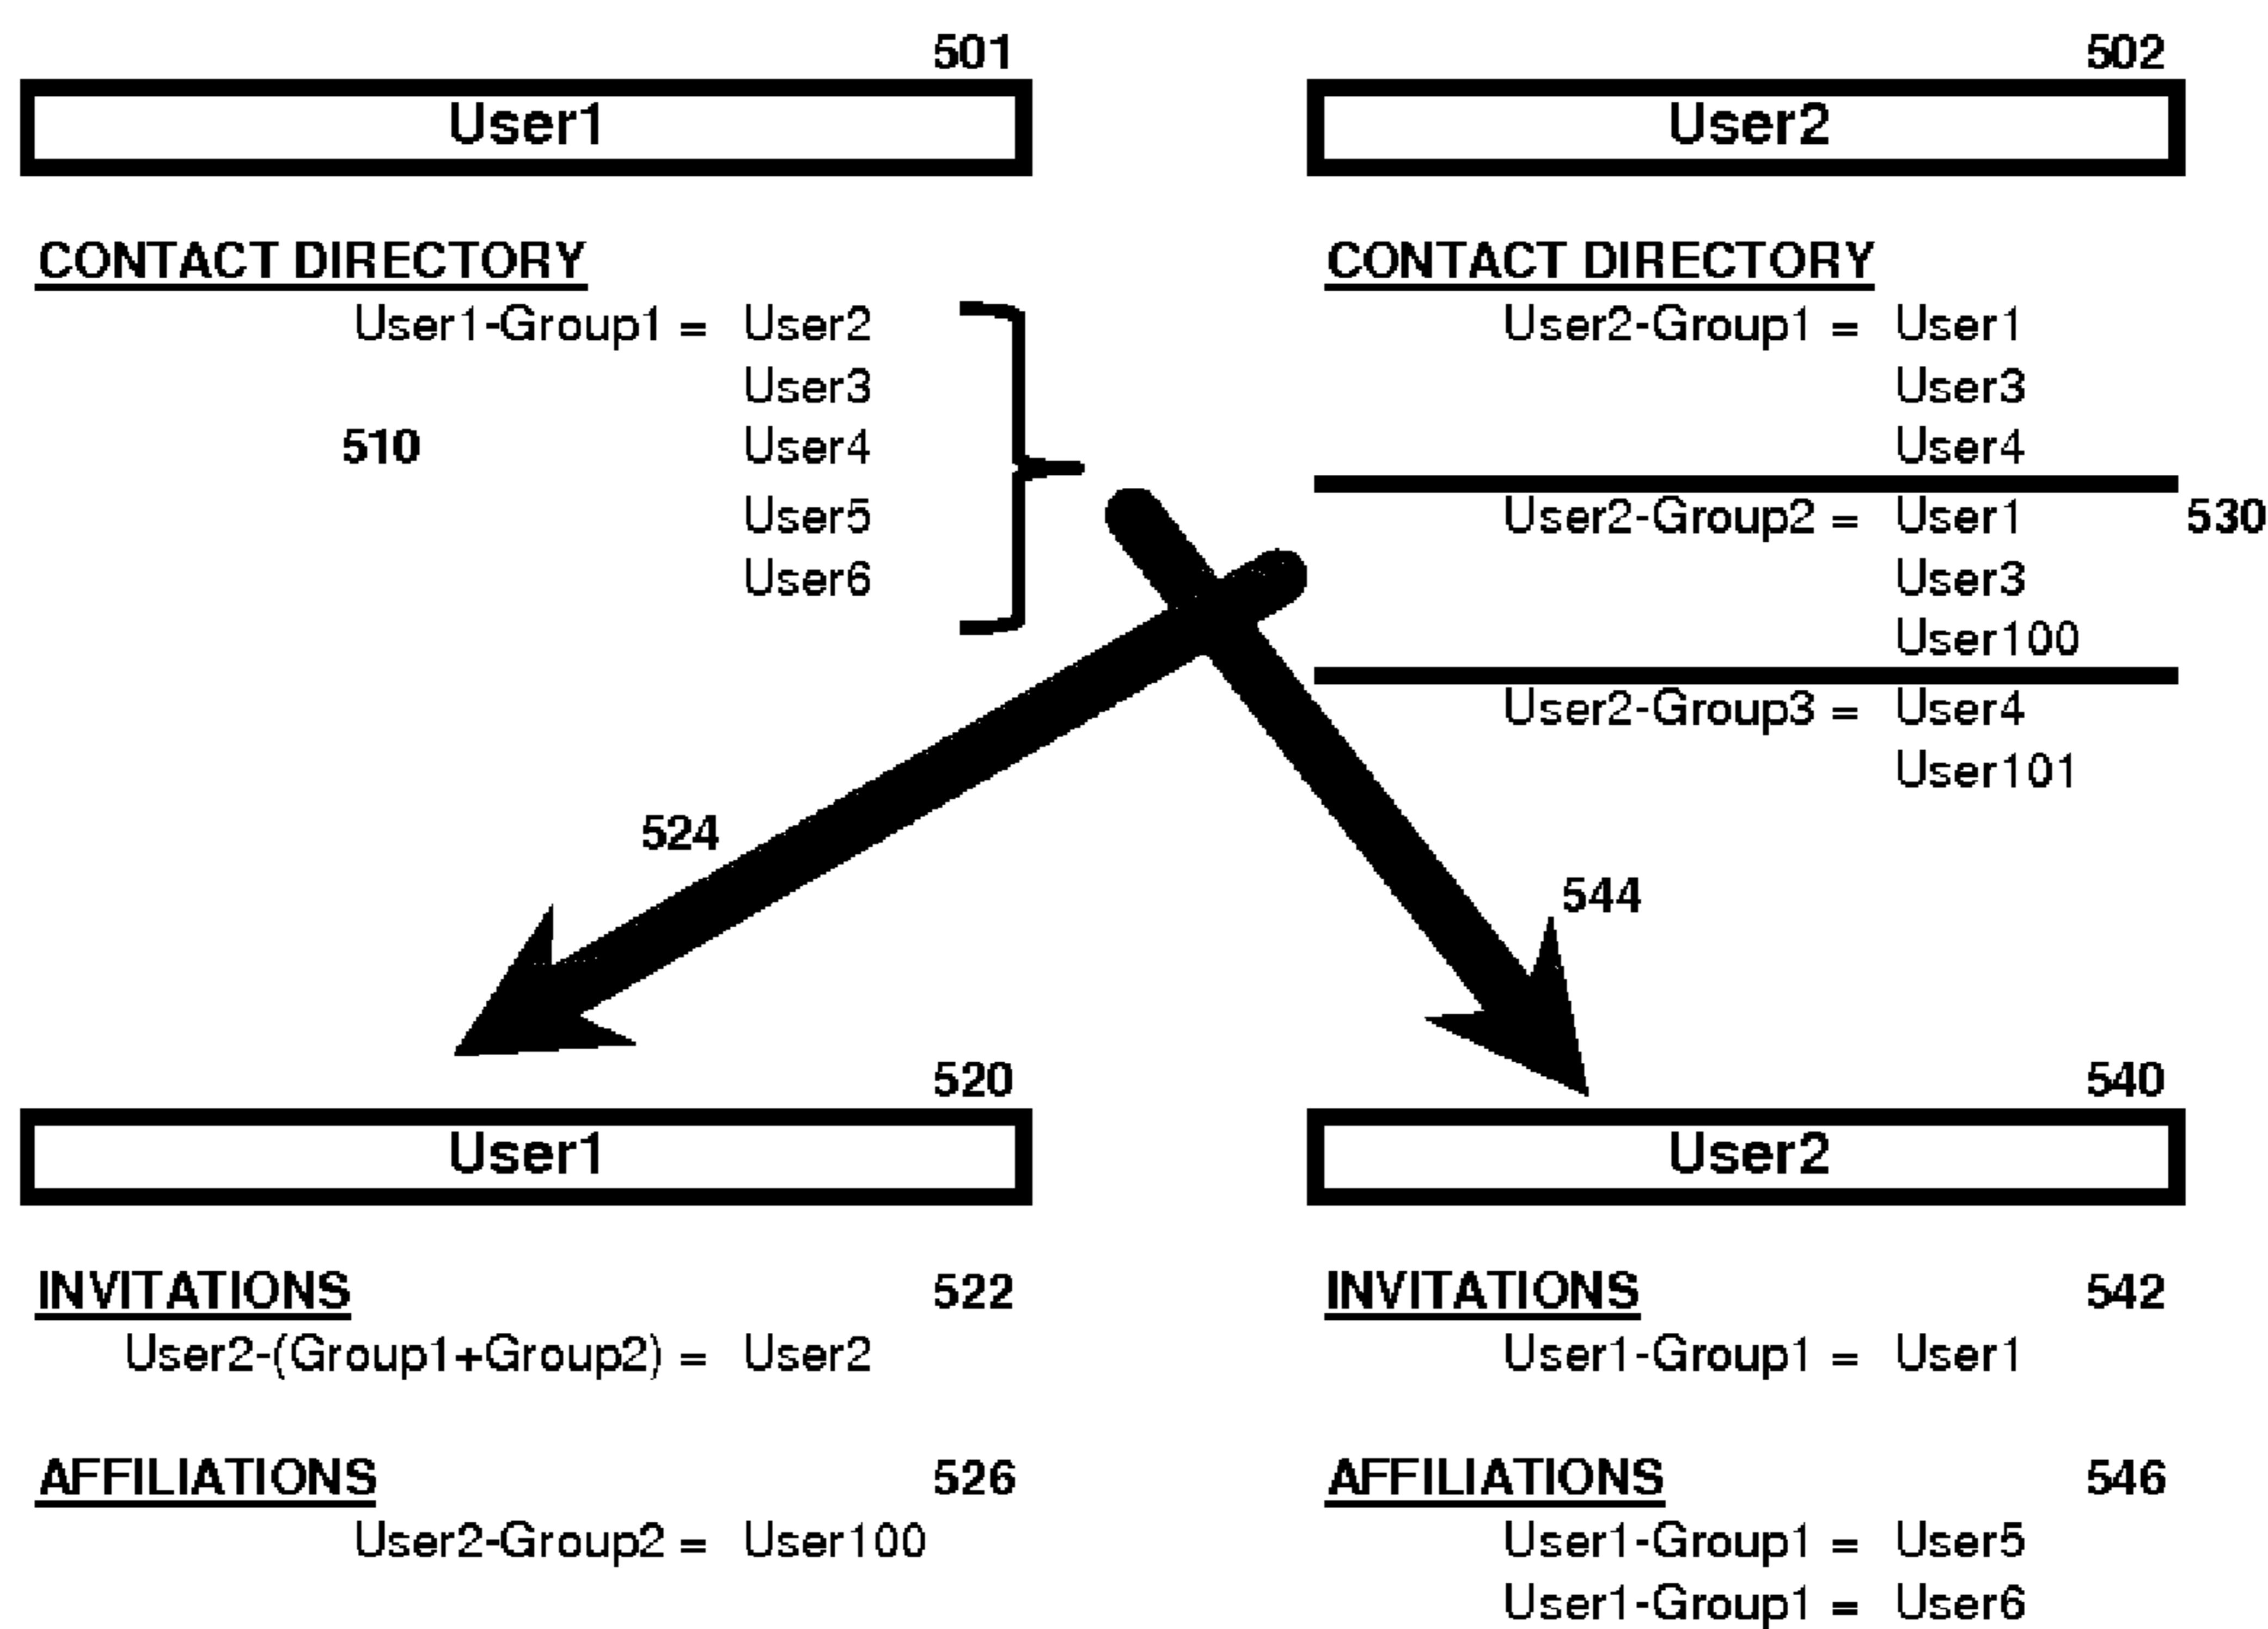 501
User1
CONTACT DIRECTORY
User1-Group1 = User2
User3
510 User4
User5
User6
502
User2
CONTACT DIRECTORY
User2-Group1 = User1
User3
User4
User2-Group2 = User1 530
User3
User100
User2-Group3 = User4
User101
524
544
520
User1
INVITATIONS 522
User2-(Group1+Group2) = User2
AFFILIATIONS 526
User2-Group2 = User100
540
User2
INVITATIONS 542
User1-Group1 = User1
AFFILIATIONS 546
User1-Group1 = User5
User1-Group1 = User6